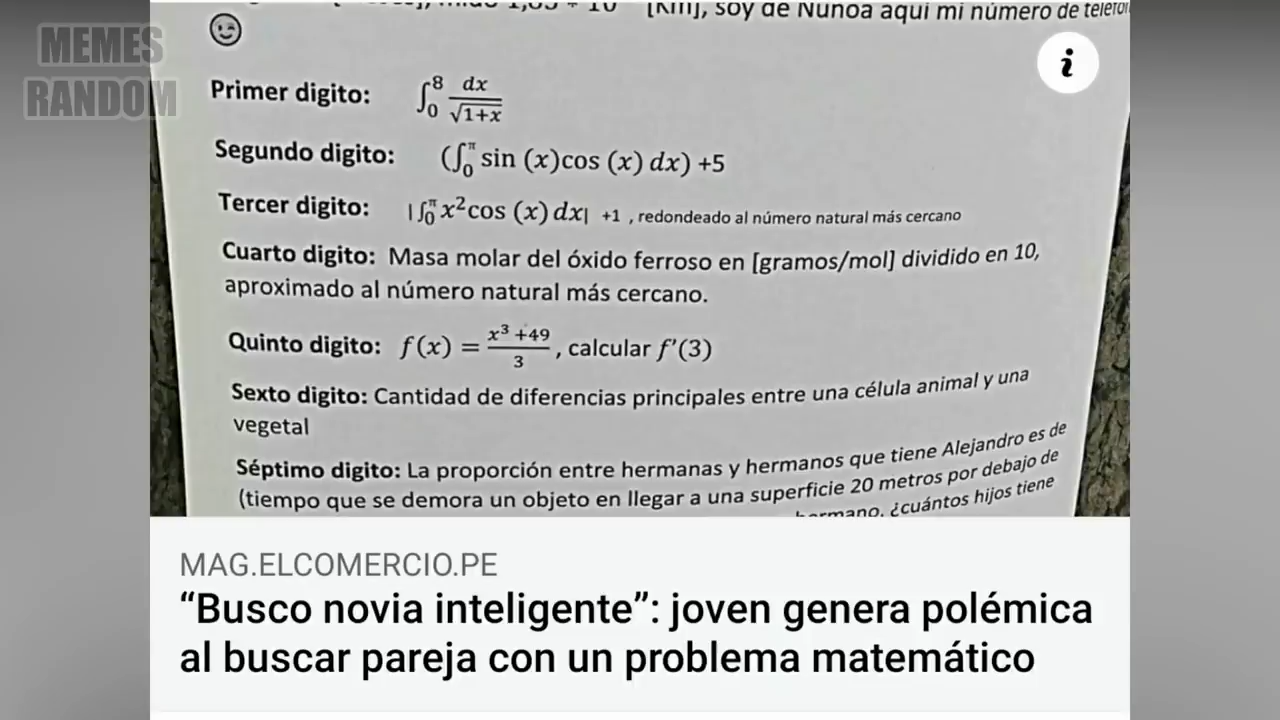 MEMES
RANDOM
[Km], soy de Ñuñoa aquí mi número de
Primer digito: ∫₀⁸ dx/√(1+x)
Segundo digito: (∫₀^π sin (x)cos (x) dx) +5
Tercer digito: |∫₀^π x²cos (x) dx| +1 , redondeado al número natural más cercano
Cuarto digito: Masa molar del óxido ferroso en [gramos/mol] dividido en 10,
aproximado al número natural más cercano.
Quinto digito: f(x) = (x³ +49)/3 , calcular f'(3)
Sexto digito: Cantidad de diferencias principales entre una célula animal y una
vegetal
Séptimo digito: La proporción entre hermanas y hermanos que tiene Alejandro es de
(tiempo que se demora un objeto en llegar a una superficie 20 metros por debajo de
¿cuántos hijos tiene
MAG.ELCOMERCIO.PE
“Busco novia inteligente”: joven genera polémica
al buscar pareja con un problema matemático